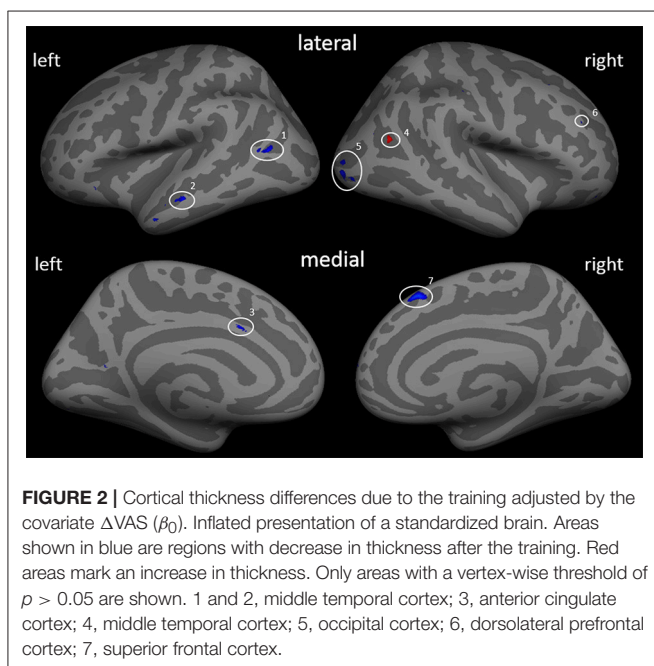 lateral
left
right
1
2
4
5
6
medial
left
right
3
7
FIGURE 2 | Cortical thickness differences due to the training adjusted by the
covariate ΔVAS (β0). Inflated presentation of a standardized brain. Areas
shown in blue are regions with decrease in thickness after the training. Red
areas mark an increase in thickness. Only areas with a vertex-wise threshold of
p > 0.05 are shown. 1 and 2, middle temporal cortex; 3, anterior cingulate
cortex; 4, middle temporal cortex; 5, occipital cortex; 6, dorsolateral prefrontal
cortex; 7, superior frontal cortex.